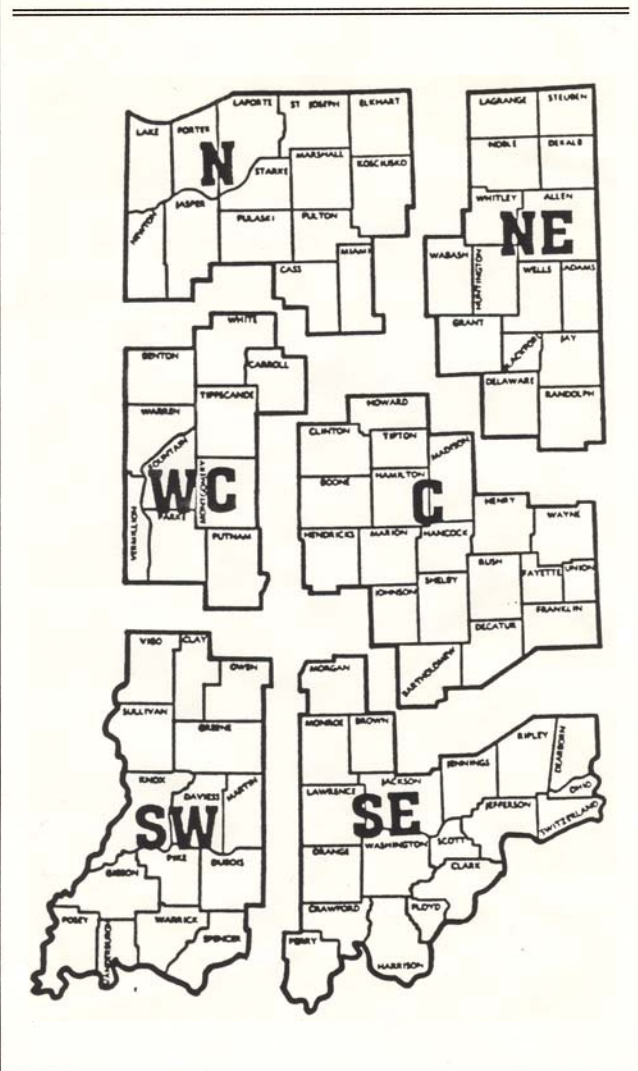 LAPORTE
ST JOSEPH
ELKHART
LAKE
PORTER
N
STARKE
MARSHALL
KOSCIUSKO
NEWTON
JASPER
PULASKI
FULTON
CASS
MIAMI
LAGRANGE
STEUBEN
NOBLE
DEKALB
WHITLEY
ALLEN
NE
WABASH
HUNTINGTON
WELLS
ADAMS
GRANT
BLACKFORD
JAY
DELAWARE
RANDOLPH
WHITE
BENTON
CARROLL
TIPPECANOE
WARREN
FOUNTAIN
WC
MONTGOMERY
VERMILLION
PARKE
PUTNAM
HOWARD
CLINTON
TIPTON
MADISON
BOONE
HAMILTON
C
HENDRICKS
MARION
HANCOCK
HENRY
WAYNE
RUSH
FAYETTE
UNION
JOHNSON
SHELBY
FRANKLIN
DECATUR
BARTHOLOMEW
VIGO
CLAY
OWEN
SULLIVAN
GREENE
KNOX
DAVIESS
MARTIN
SW
PIKE
DUBOIS
GIBSON
POSEY
VANDERBURGH
WARRICK
SPENCER
MORGAN
MONROE
BROWN
RIPLEY
DEARBORN
JENNINGS
JACKSON
LAWRENCE
OHIO
JEFFERSON
SWITZERLAND
SE
SCOTT
ORANGE
WASHINGTON
CLARK
CRAWFORD
FLOYD
PERRY
HARRISON